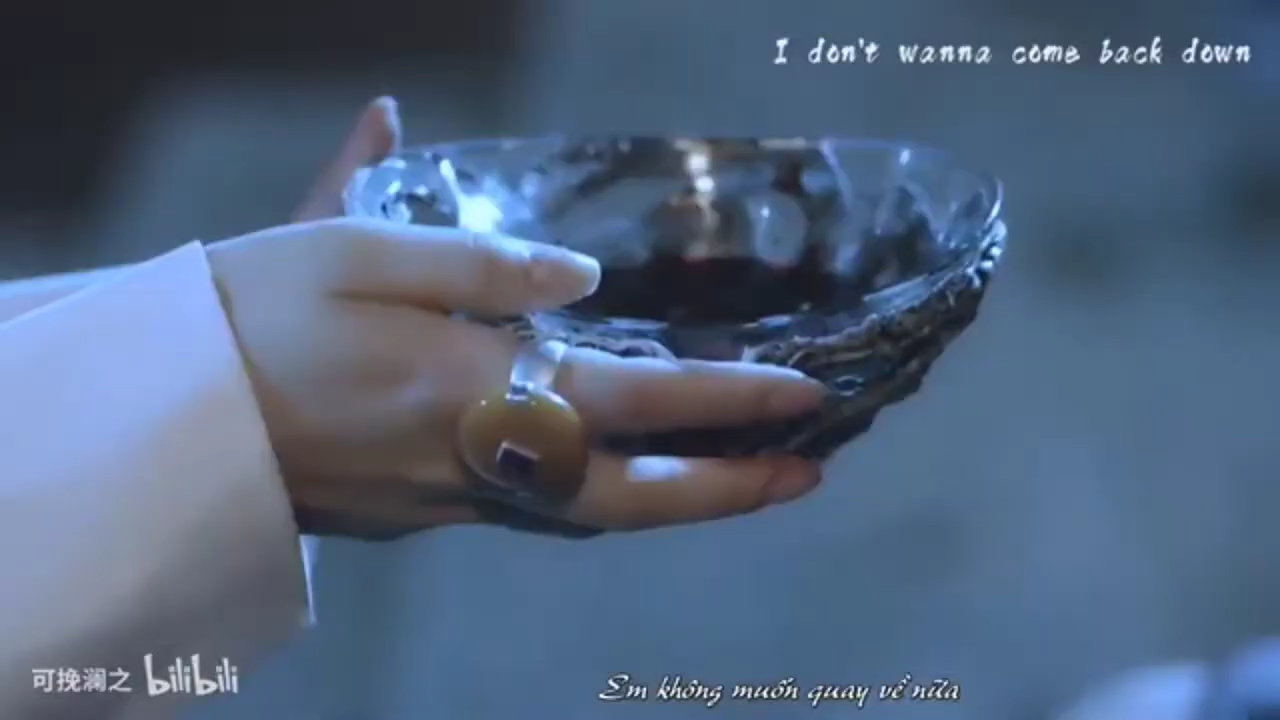 I don't wanna come back down
可挽澜之 bilibili
Em không muốn quay về nữa